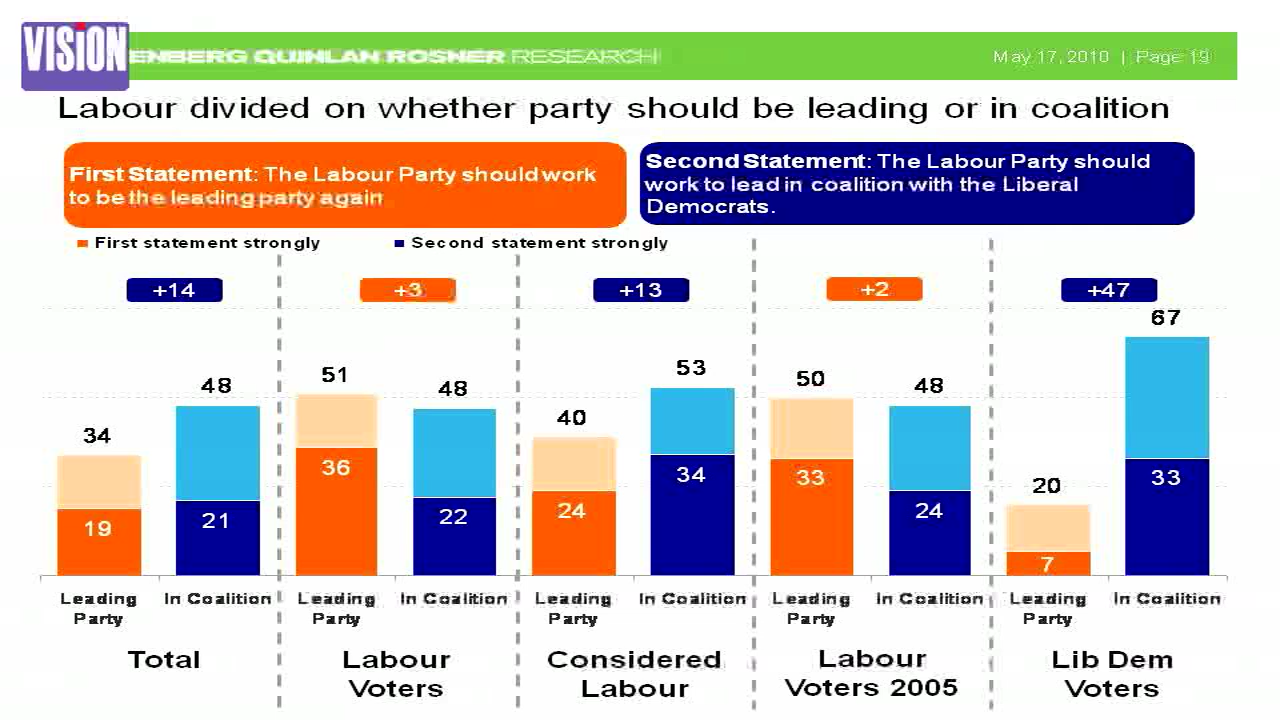 VISION
ENBERG QUINLAN ROSNER RESEARCH
May 17, 2010 | Page 19
Labour divided on whether party should be leading or in coalition
First Statement: The Labour Party should work
to be the leading party again
Second Statement: The Labour Party should
work to lead in coalition with the Liberal
Democrats.
First statement strongly
Second statement strongly
+14
+3
+13
+2
+47
34
19
48
21
51
36
48
22
40
24
53
34
50
33
48
24
20
7
67
33
Leading
Party
In Coalition
Leading
Party
In Coalition
Leading
Party
In Coalition
Leading
Party
In Coalition
Leading
Party
In Coalition
Total
Labour
Voters
Considered
Labour
Labour
Voters 2005
Lib Dem
Voters